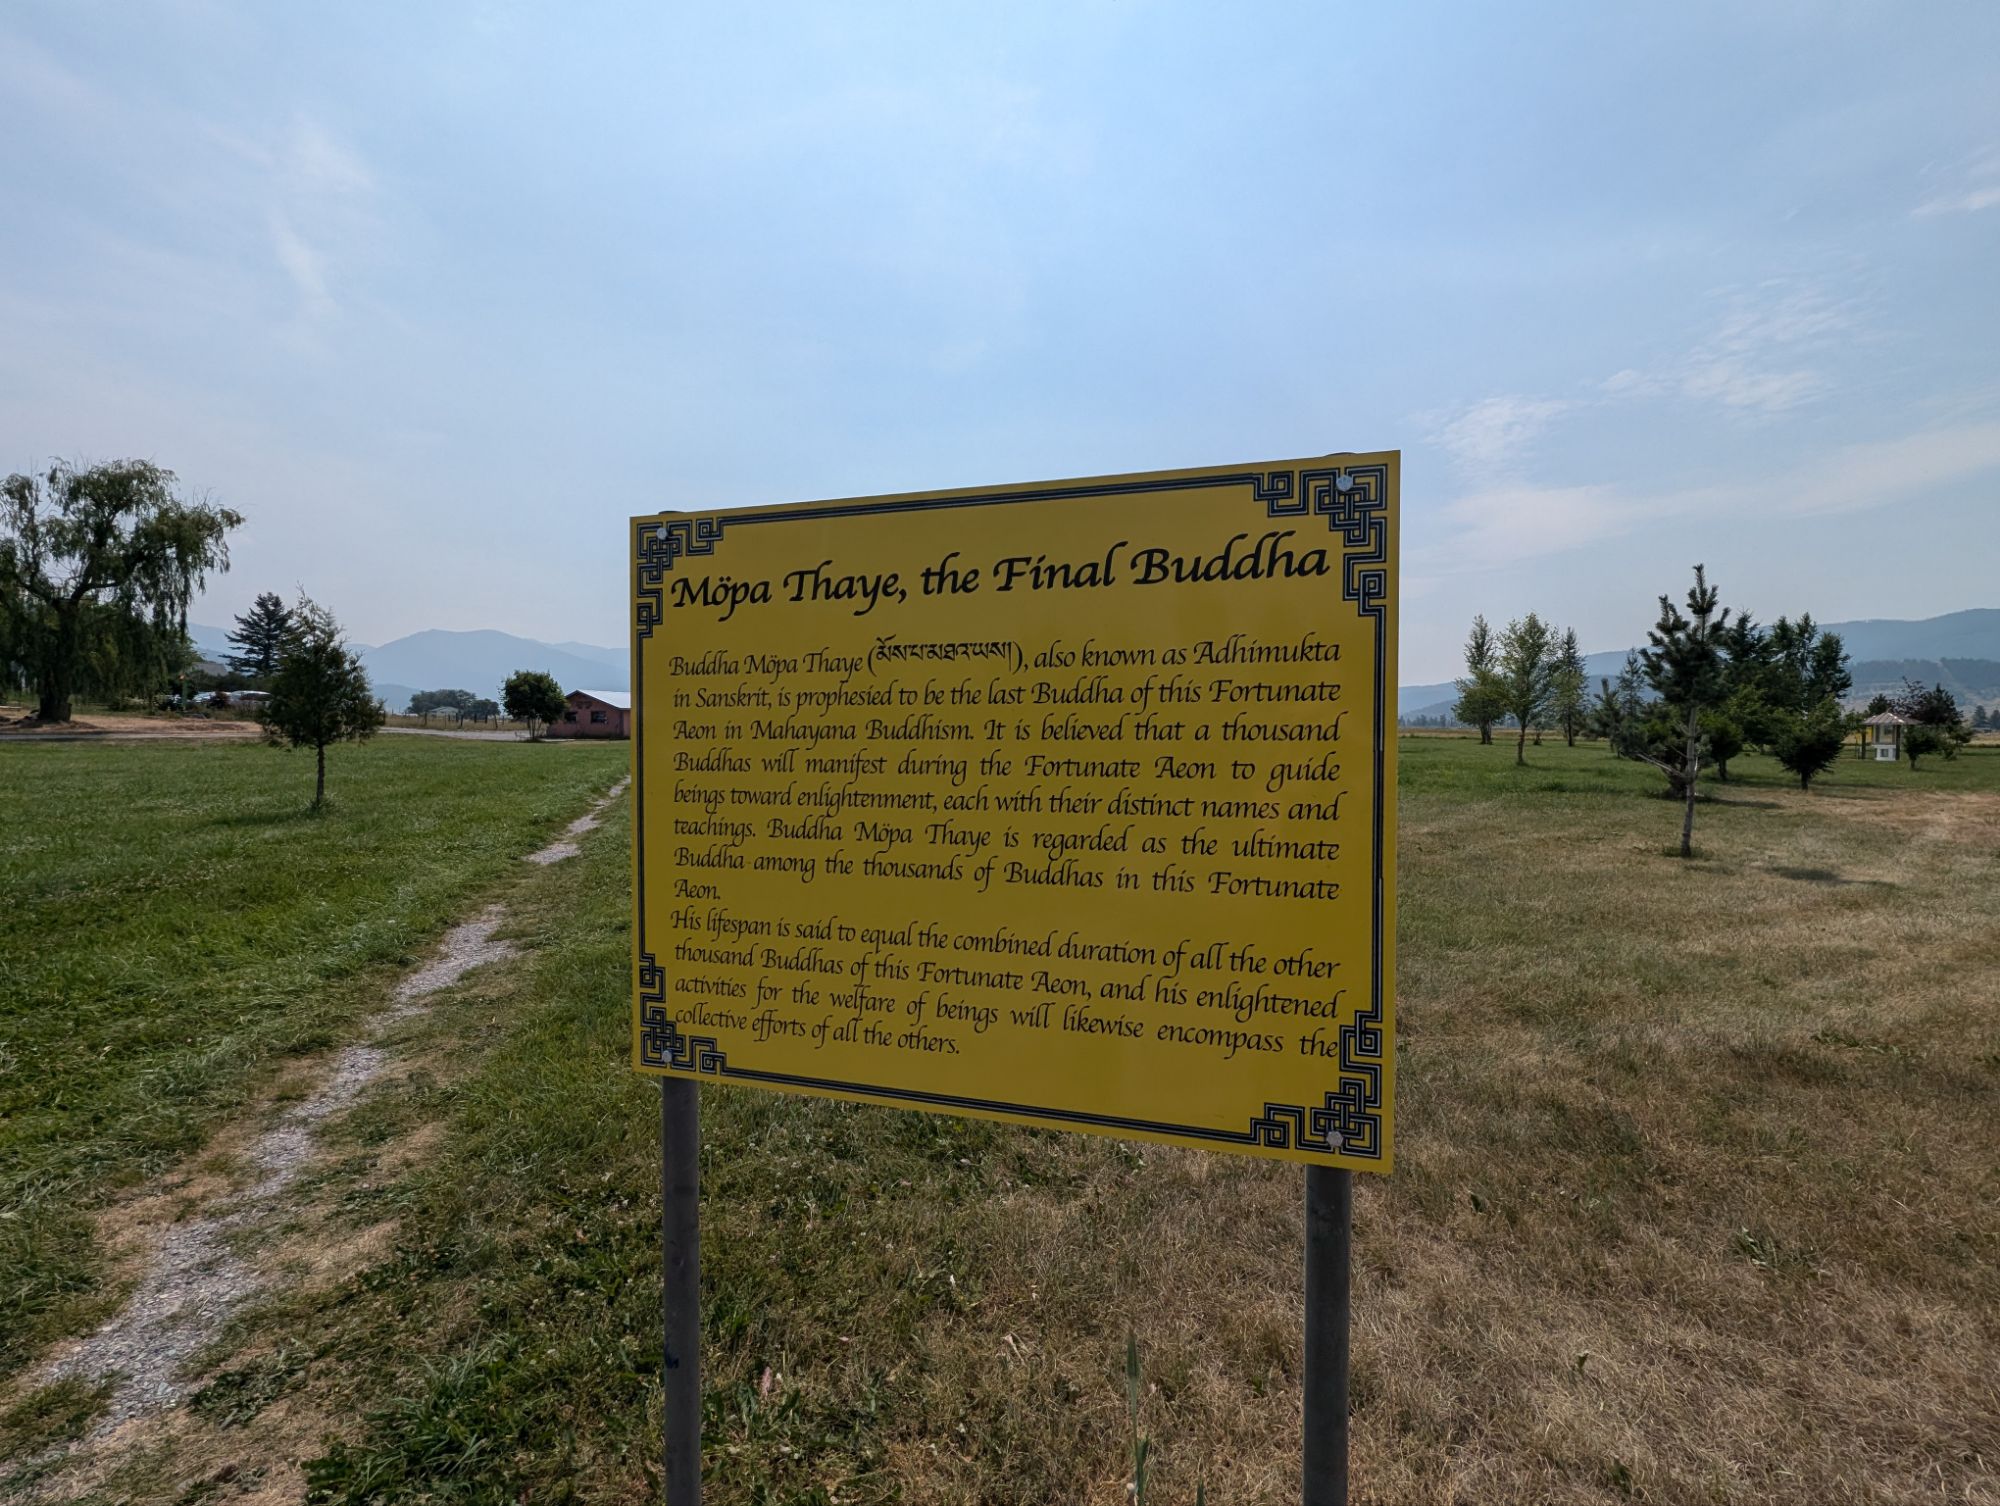 Möpa Thaye, the Final Buddha
Buddha Möpa Thaye (མོས་པ་མཐའ་ཡས།), also known as Adhimukta
in Sanskrit, is prophesied to be the last Buddha of this Fortunate
Aeon in Mahayana Buddhism. It is believed that a thousand
Buddhas will manifest during the Fortunate Aeon to guide
beings toward enlightenment, each with their distinct names and
teachings. Buddha Möpa Thaye is regarded as the ultimate
Buddha among the thousands of Buddhas in this Fortunate
Aeon.
His lifespan is said to equal the combined duration of all the other
thousand Buddhas of this Fortunate Aeon, and his enlightened
activities for the welfare of beings will likewise encompass the
collective efforts of all the others.